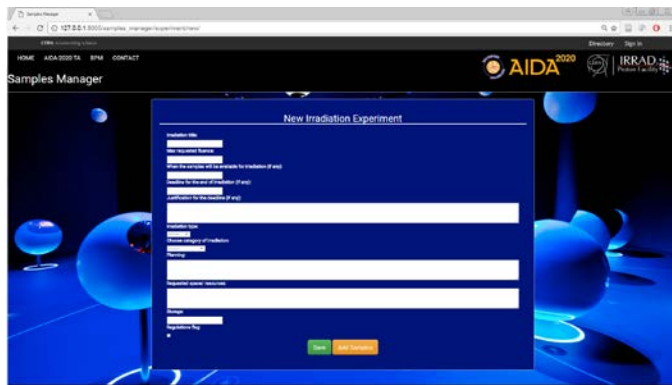 Samples Manager
127.0.0.1:8000/samples_manager/experiment/new/
CERN Accelerating science
Directory Sign in
HOME AIDA-2020 TA BPM CONTACT
AIDA2020
IRRAD
Proton Facility
Samples Manager
New Irradiation Experiment
Irradiation title:
Max requested fluence:
When the samples will be available for irradiation (if any):
Deadline for the end of irradiation (if any):
Justification for the deadline (if any):
Irradiation type:
Choose category of irradiation:
Planning:
Requested special resources:
Storage:
Regulations flag:
Save Add Samples